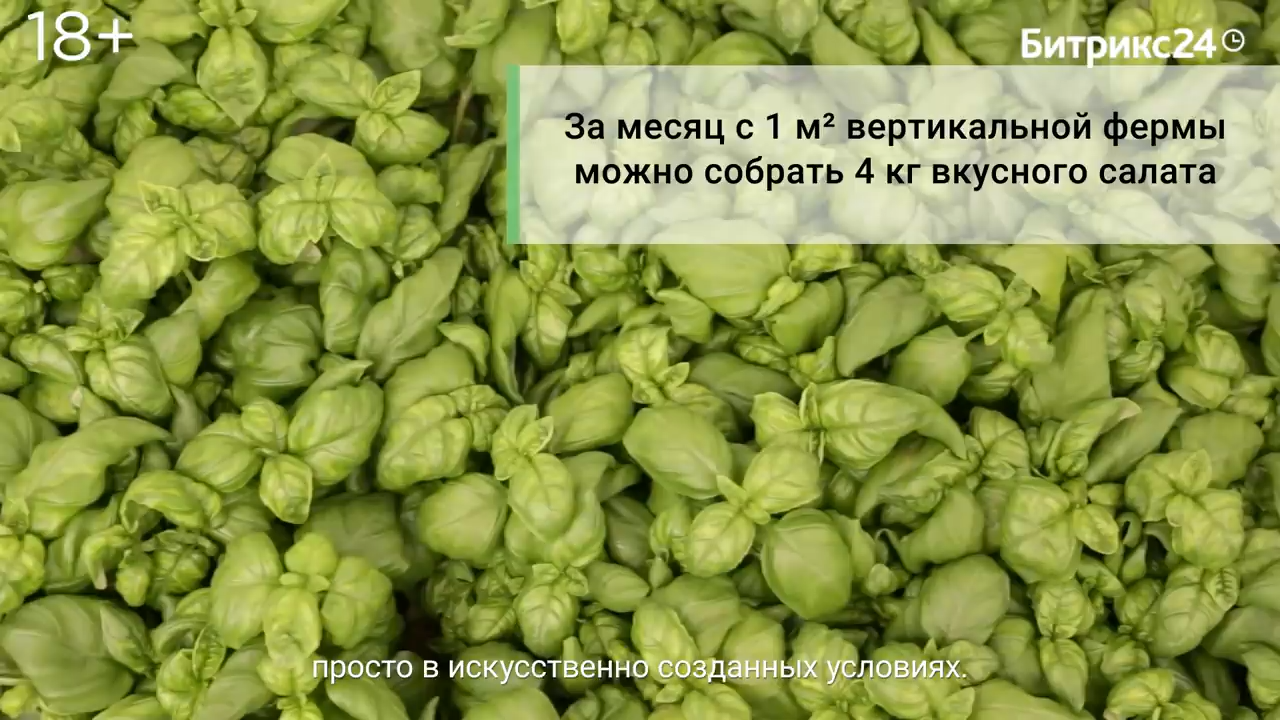 18+
Битрикс24
За месяц с 1 м² вертикальной фермы
можно собрать 4 кг вкусного салата
просто в искусственно созданных условиях.